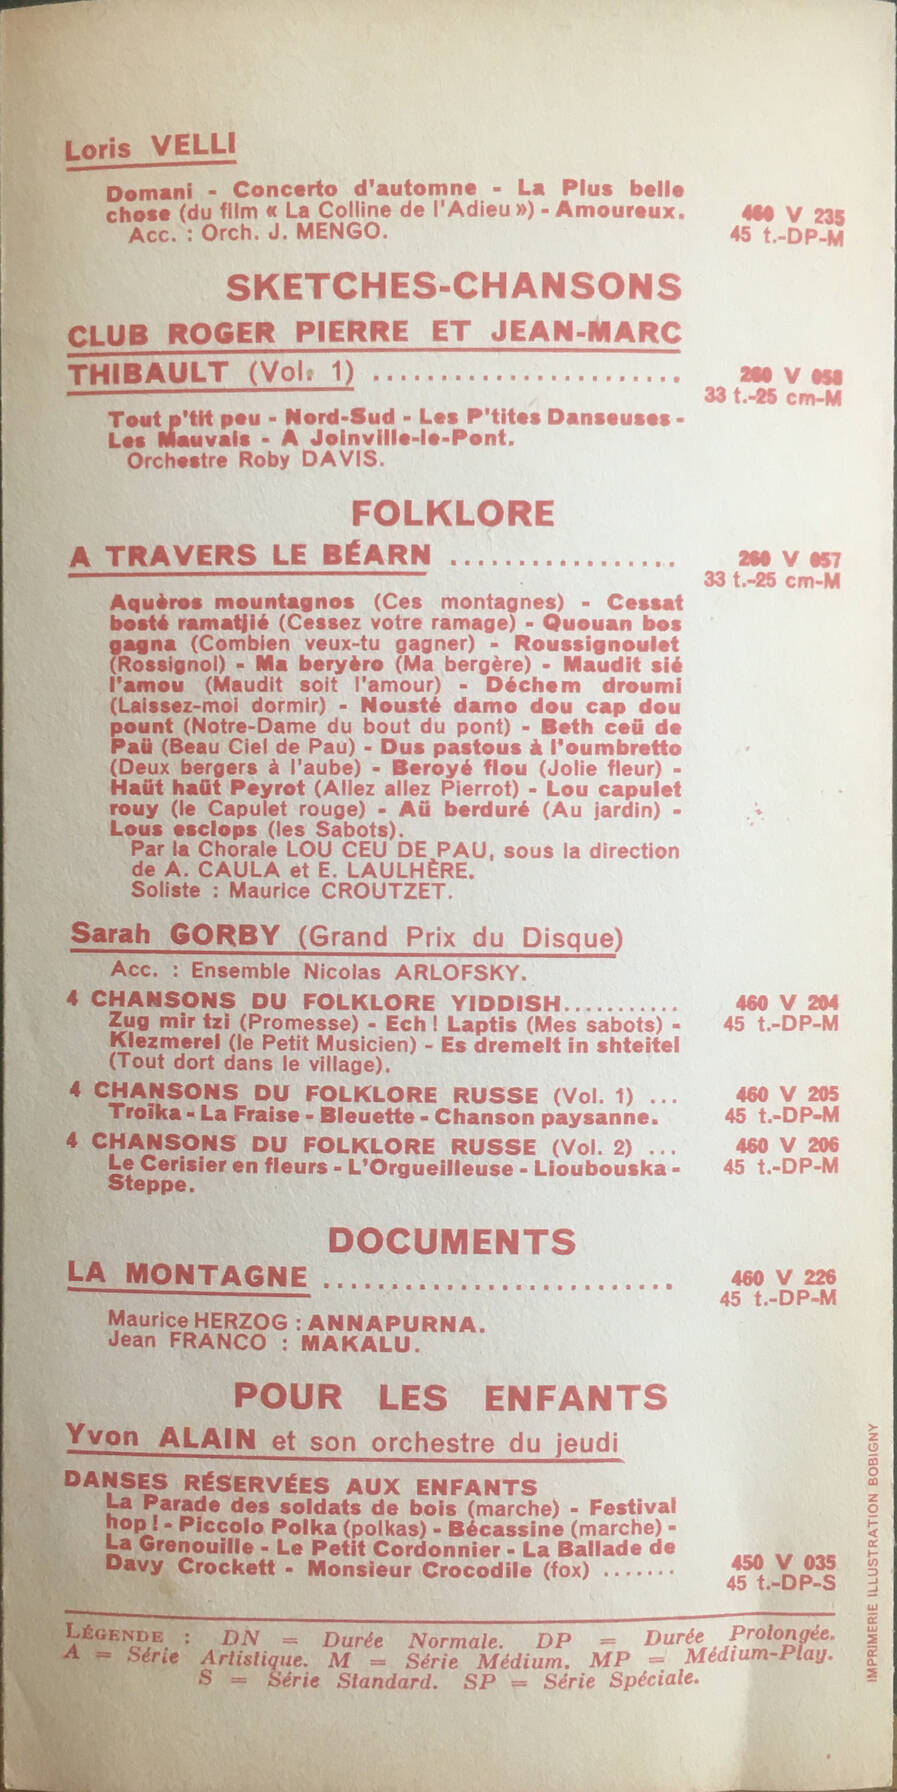 Loris VELLI
Domani - Concerto d'automne - La Plus belle
chose (du film « La Colline de l'Adieu ») - Amoureux.
Acc. : Orch. J. MENGO.
460 V 235
45 t.-DP-M
SKETCHES-CHANSONS
CLUB ROGER PIERRE ET JEAN-MARC
THIBAULT (Vol. 1) ........................
260 V 058
33 t.-25 cm-M
Tout p'tit peu - Nord-Sud - Les P'tites Danseuses -
Les Mauvais - A Joinville-le-Pont.
Orchestre Roby DAVIS.
FOLKLORE
A TRAVERS LE BÉARN .................
260 V 057
33 t.-25 cm-M
Aquèros mountagnos (Ces montagnes) - Cessat
bosté ramatjié (Cessez votre ramage) - Quouan bos
gagna (Combien veux-tu gagner) - Roussignoulet
(Rossignol) - Ma beryèro (Ma bergère) - Maudit sié
l'amou (Maudit soit l'amour) - Déchem droumi
(Laissez-moi dormir) - Nousté damo dou cap dou
pount (Notre-Dame du bout du pont) - Beth ceü de
Paü (Beau Ciel de Pau) - Dus pastous à l'oumbretto
(Deux bergers à l'aube) - Beroyé flou (Jolie fleur) -
Haüt haüt Peyrot (Allez allez Pierrot) - Lou capulet
rouy (le Capulet rouge) - Aü berduré (Au jardin) -
Lous esclops (les Sabots).
Par la Chorale LOU CEU DE PAU, sous la direction
de A. CAULA et E. LAULHÈRE.
Soliste : Maurice CROUTZET.
Sarah GORBY (Grand Prix du Disque)
Acc. : Ensemble Nicolas ARLOFSKY.
4 CHANSONS DU FOLKLORE YIDDISH...........
460 V 204
Zug mir tzi (Promesse) - Ech ! Laptis (Mes sabots) -
45 t.-DP-M
Klezmerel (le Petit Musicien) - Es dremelt in shteitel
(Tout dort dans le village).
4 CHANSONS DU FOLKLORE RUSSE (Vol. 1) ...
460 V 205
Troïka - La Fraise - Bleuette - Chanson paysanne.
45 t.-DP-M
4 CHANSONS DU FOLKLORE RUSSE (Vol. 2) ...
460 V 206
Le Cerisier en fleurs - L'Orgueilleuse - Lioubouska -
45 t.-DP-M
Steppe.
DOCUMENTS
LA MONTAGNE ..........................
460 V 226
45 t.-DP-M
Maurice HERZOG : ANNAPURNA.
Jean FRANCO : MAKALU.
POUR LES ENFANTS
Yvon ALAIN et son orchestre du jeudi
DANSES RÉSERVÉES AUX ENFANTS
La Parade des soldats de bois (marche) - Festival
hop ! - Piccolo Polka (polkas) - Bécassine (marche) -
La Grenouille - Le Petit Cordonnier - La Ballade de
Davy Crockett - Monsieur Crocodile (fox) .......
450 V 035
45 t.-DP-S
LÉGENDE : DN = Durée Normale. DP = Durée Prolongée.
A = Série Artistique. M = Série Médium. MP = Médium-Play.
S = Série Standard. SP = Série Spéciale.
IMPRIMERIE ILLUSTRATION BOBIGNY